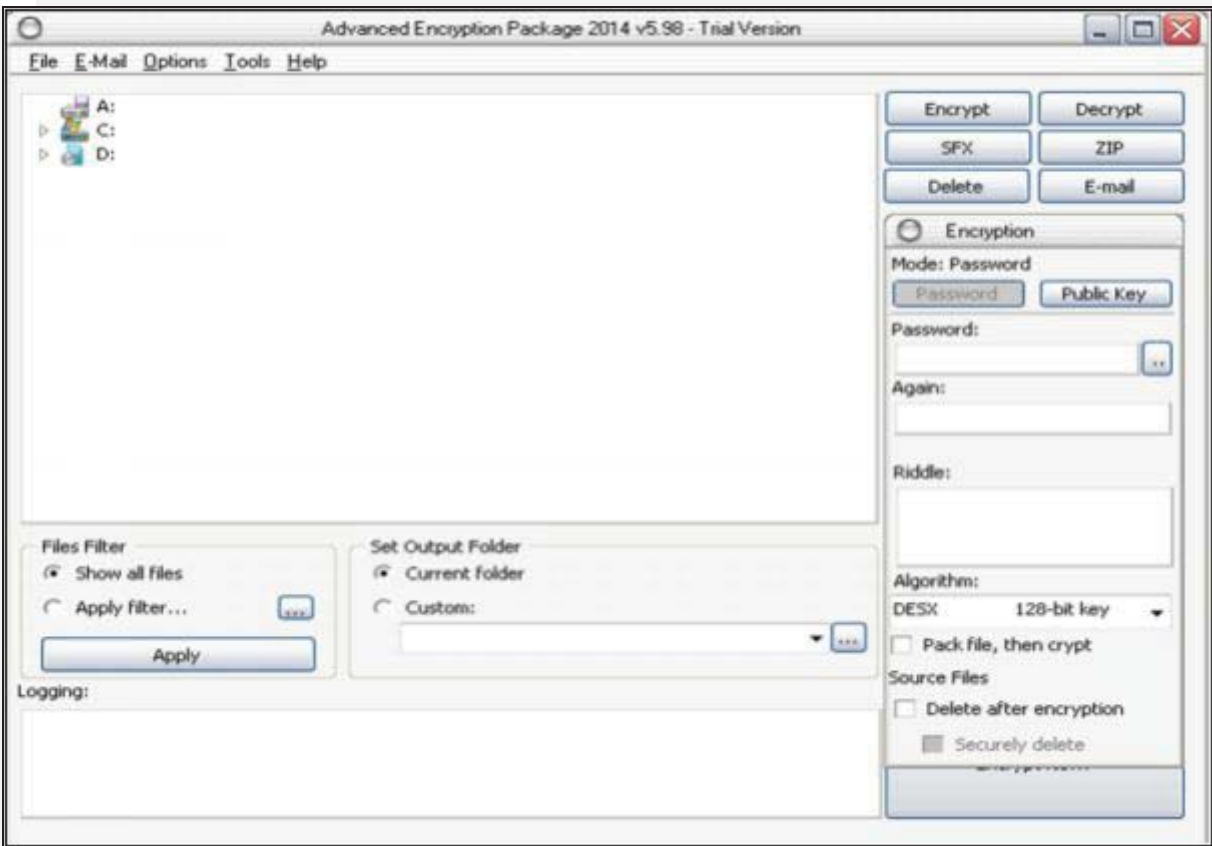 Advanced Encryption Package 2014 v5.98 - Trial Version
File E-Mail Options Tools Help
A:
C:
D:
Encrypt Decrypt
SFX ZIP
Delete E-mail
Encryption
Mode: Password
Password Public Key
Password:
..
Again:
Riddle:
Algorithm:
DESX 128-bit key
Pack file, then crypt
Source Files
Delete after encryption
Securely delete
Files Filter
Show all files
Apply filter... ...
Apply
Set Output Folder
Current folder
Custom:
...
Logging: